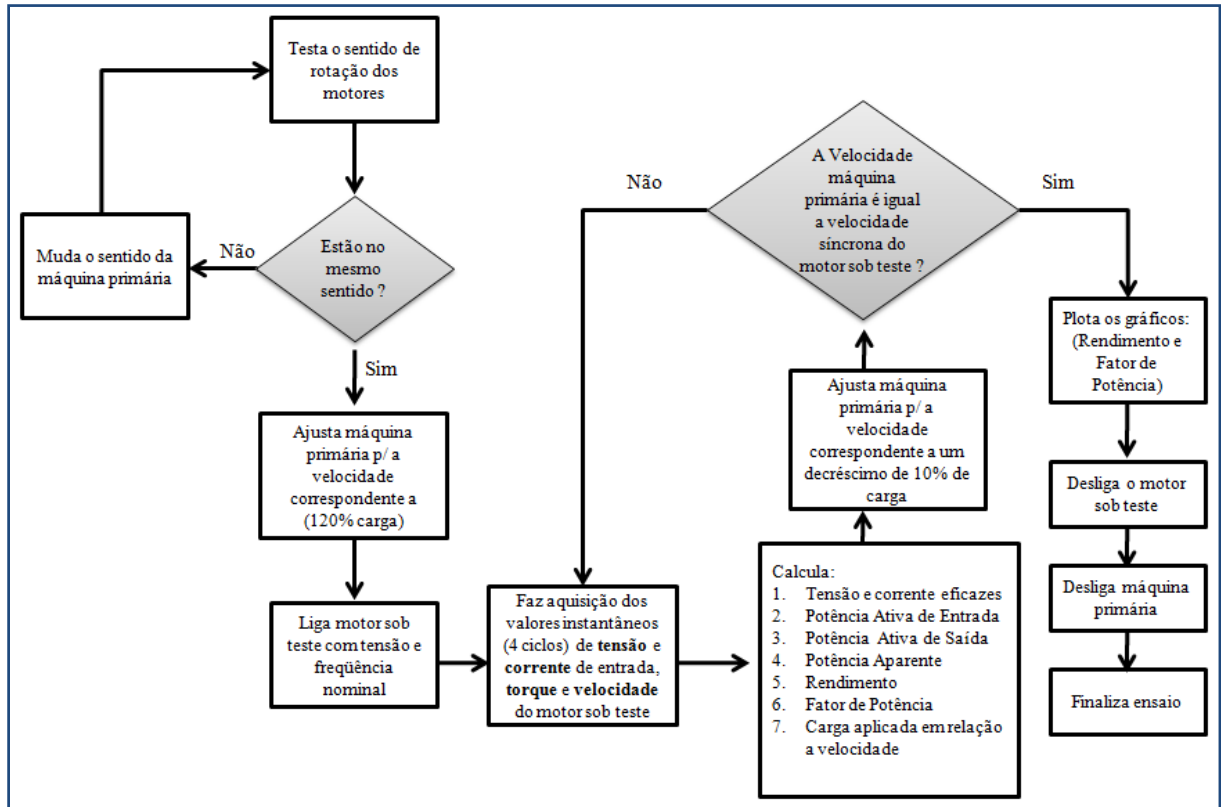 Testa o sentido de
rotação dos
motores
Estão no
mesmo
sentido ?
Não
Muda o sentido da
máquina primária
Sim
Ajusta máquina
primária p/ a
velocidade
correspondente a
(120% carga)
Liga motor sob
teste com tensão e
freqüência
nominal
Faz aquisição dos
valores instantâneos
(4 ciclos) de tensão e
corrente de entrada,
torque e velocidade
do motor sob teste
Calcula:
1. Tensão e corrente eficazes
2. Potência Ativa de Entrada
3. Potência Ativa de Saída
4. Potência Aparente
5. Rendimento
6. Fator de Potência
7. Carga aplicada em relação
a velocidade
Ajusta máquina
primária p/ a
velocidade
correspondente a um
decréscimo de 10% de
carga
A Velocidade
máquina
primária é igual
a velocidade
síncrona do
motor sob teste ?
Não
Sim
Plota os gráficos:
(Rendimento e
Fator de
Potência)
Desliga o motor
sob teste
Desliga máquina
primária
Finaliza ensaio